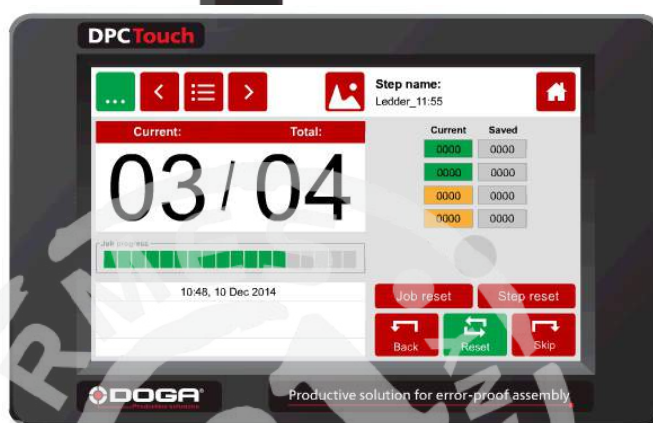 DPCTouch
...
Step name:
Ledder_11:55
Current: Total:
03 / 04
Current Saved
0000 0000
0000 0000
0000 0000
0000 0000
Job progress
10:48, 10 Dec 2014
Job reset Step reset
Back Reset Skip
DOGA®
Productive solutions
Productive solution for error-proof assembly